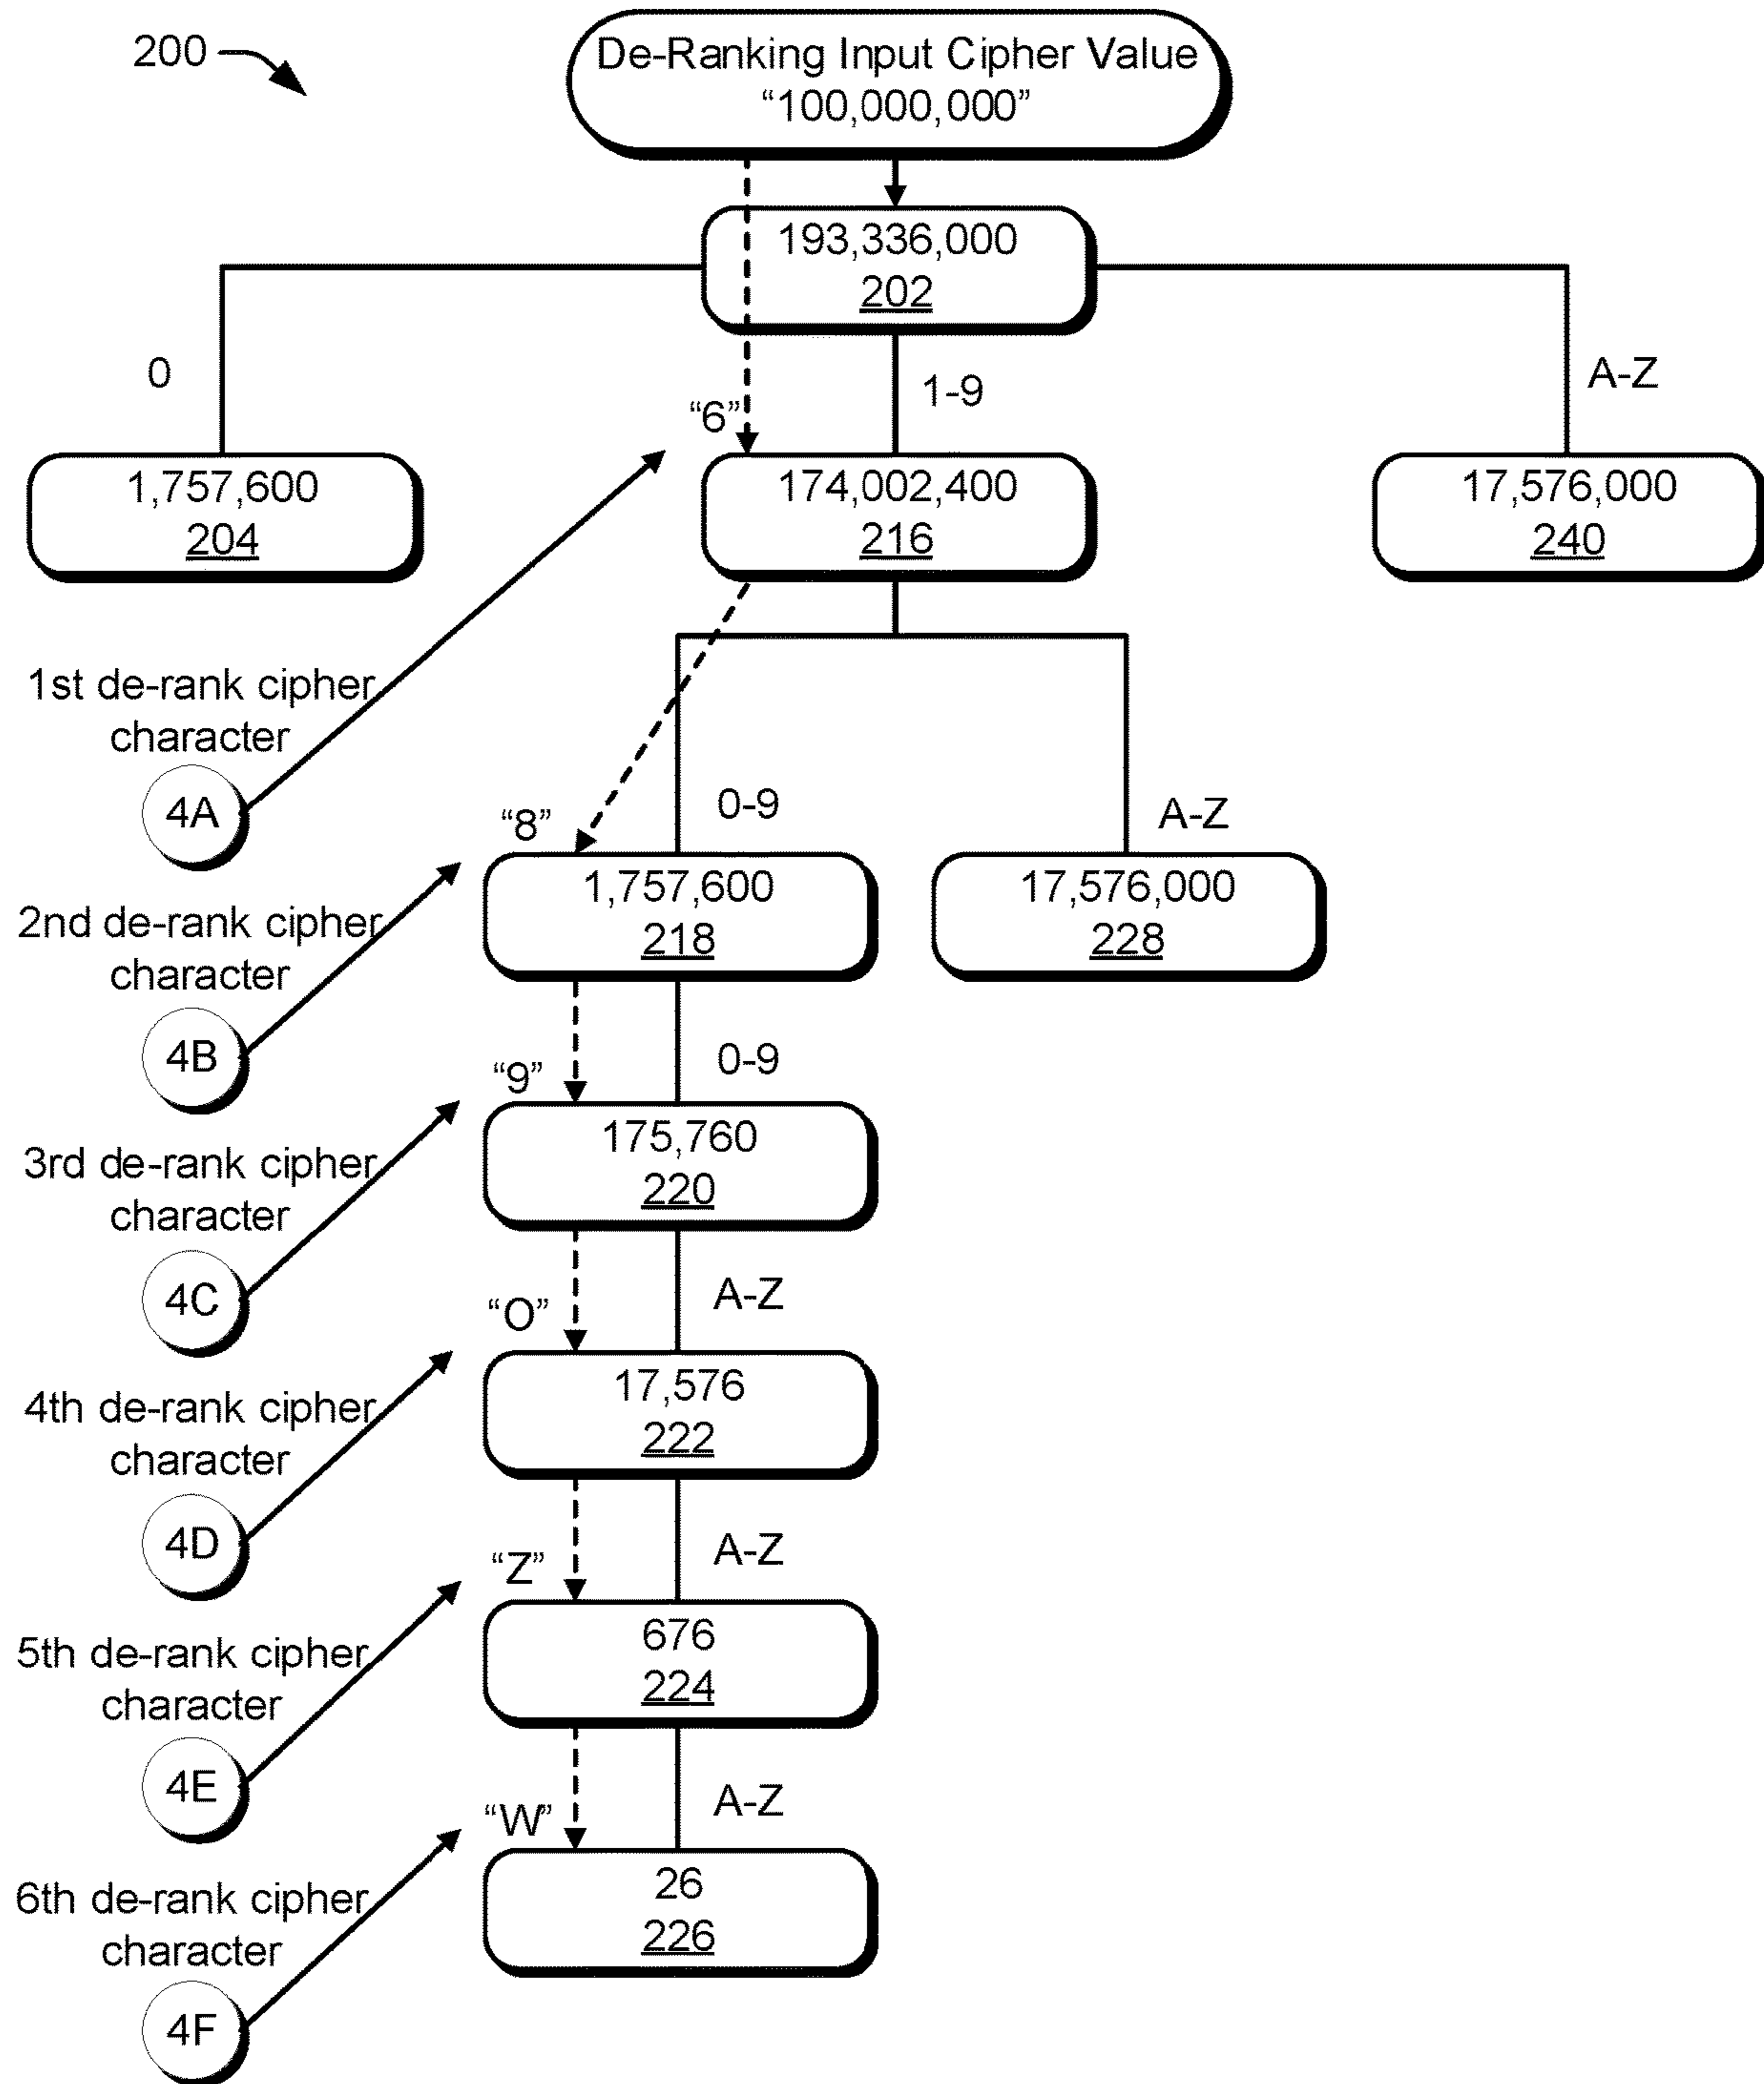 200
De-Ranking Input Cipher Value
“100,000,000”
193,336,000
202
0
“6”
1-9
A-Z
1,757,600
204
174,002,400
216
17,576,000
240
1st de-rank cipher
character
4A
“8”
0-9
A-Z
1,757,600
218
17,576,000
228
2nd de-rank cipher
character
4B
“9”
0-9
175,760
220
3rd de-rank cipher
character
4C
“O”
A-Z
17,576
222
4th de-rank cipher
character
4D
“Z”
A-Z
676
224
5th de-rank cipher
character
4E
“W”
A-Z
26
226
6th de-rank cipher
character
4F